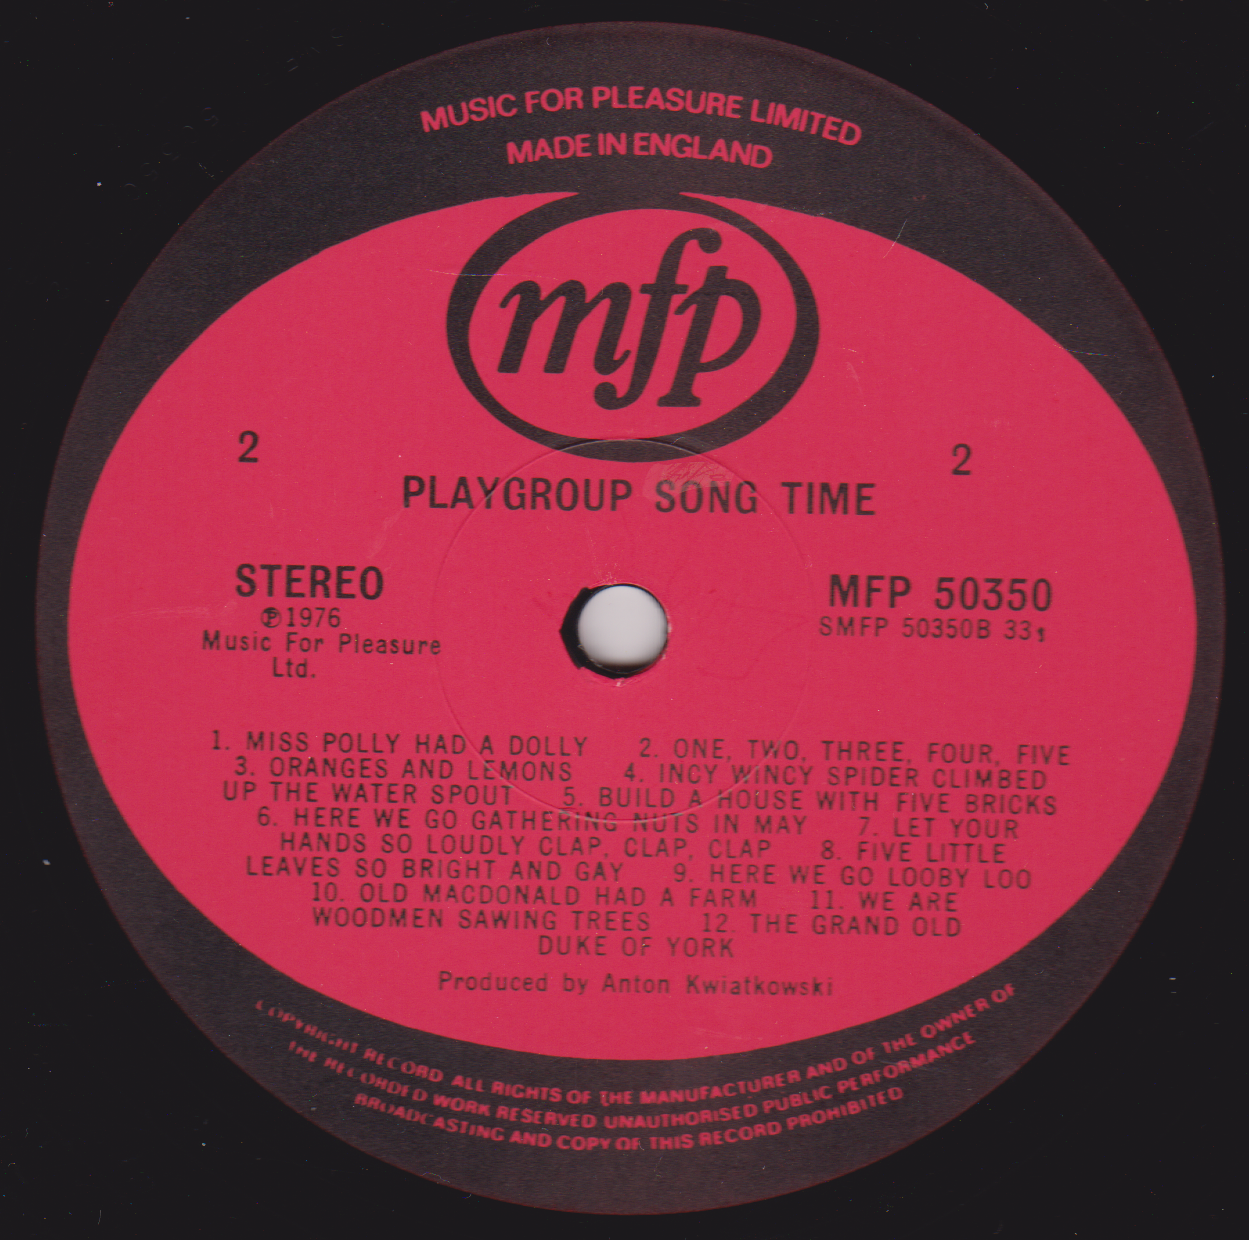 MUSIC FOR PLEASURE LIMITED
MADE IN ENGLAND
mfp
2 2
PLAYGROUP SONG TIME
STEREO
℗1976
Music For Pleasure
Ltd.
MFP 50350
SMFP 50350B 33⅓
1. MISS POLLY HAD A DOLLY 2. ONE, TWO, THREE, FOUR, FIVE
3. ORANGES AND LEMONS 4. INCY WINCY SPIDER CLIMBED
UP THE WATER SPOUT 5. BUILD A HOUSE WITH FIVE BRICKS
6. HERE WE GO GATHERING NUTS IN MAY 7. LET YOUR
HANDS SO LOUDLY CLAP, CLAP, CLAP 8. FIVE LITTLE
LEAVES SO BRIGHT AND GAY 9. HERE WE GO LOOBY LOO
10. OLD MACDONALD HAD A FARM 11. WE ARE
WOODMEN SAWING TREES 12. THE GRAND OLD
DUKE OF YORK
Produced by Anton Kwiatkowski
COPYRIGHT RECORD ALL RIGHTS OF THE MANUFACTURER AND OF THE OWNER OF
THE RECORDED WORK RESERVED UNAUTHORISED PUBLIC PERFORMANCE
BROADCASTING AND COPY OF THIS RECORD PROHIBITED